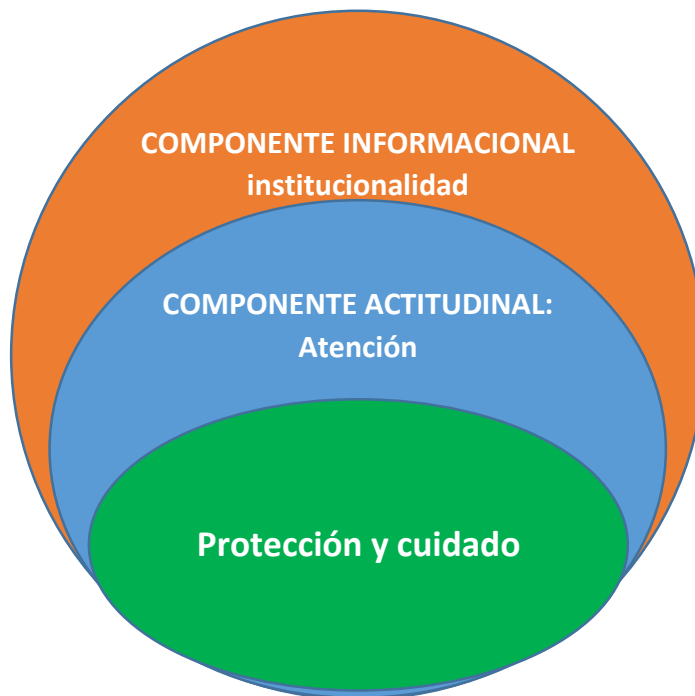 COMPONENTE INFORMACIONAL
institucionalidad
COMPONENTE ACTITUDINAL:
Atención
Protección y cuidado